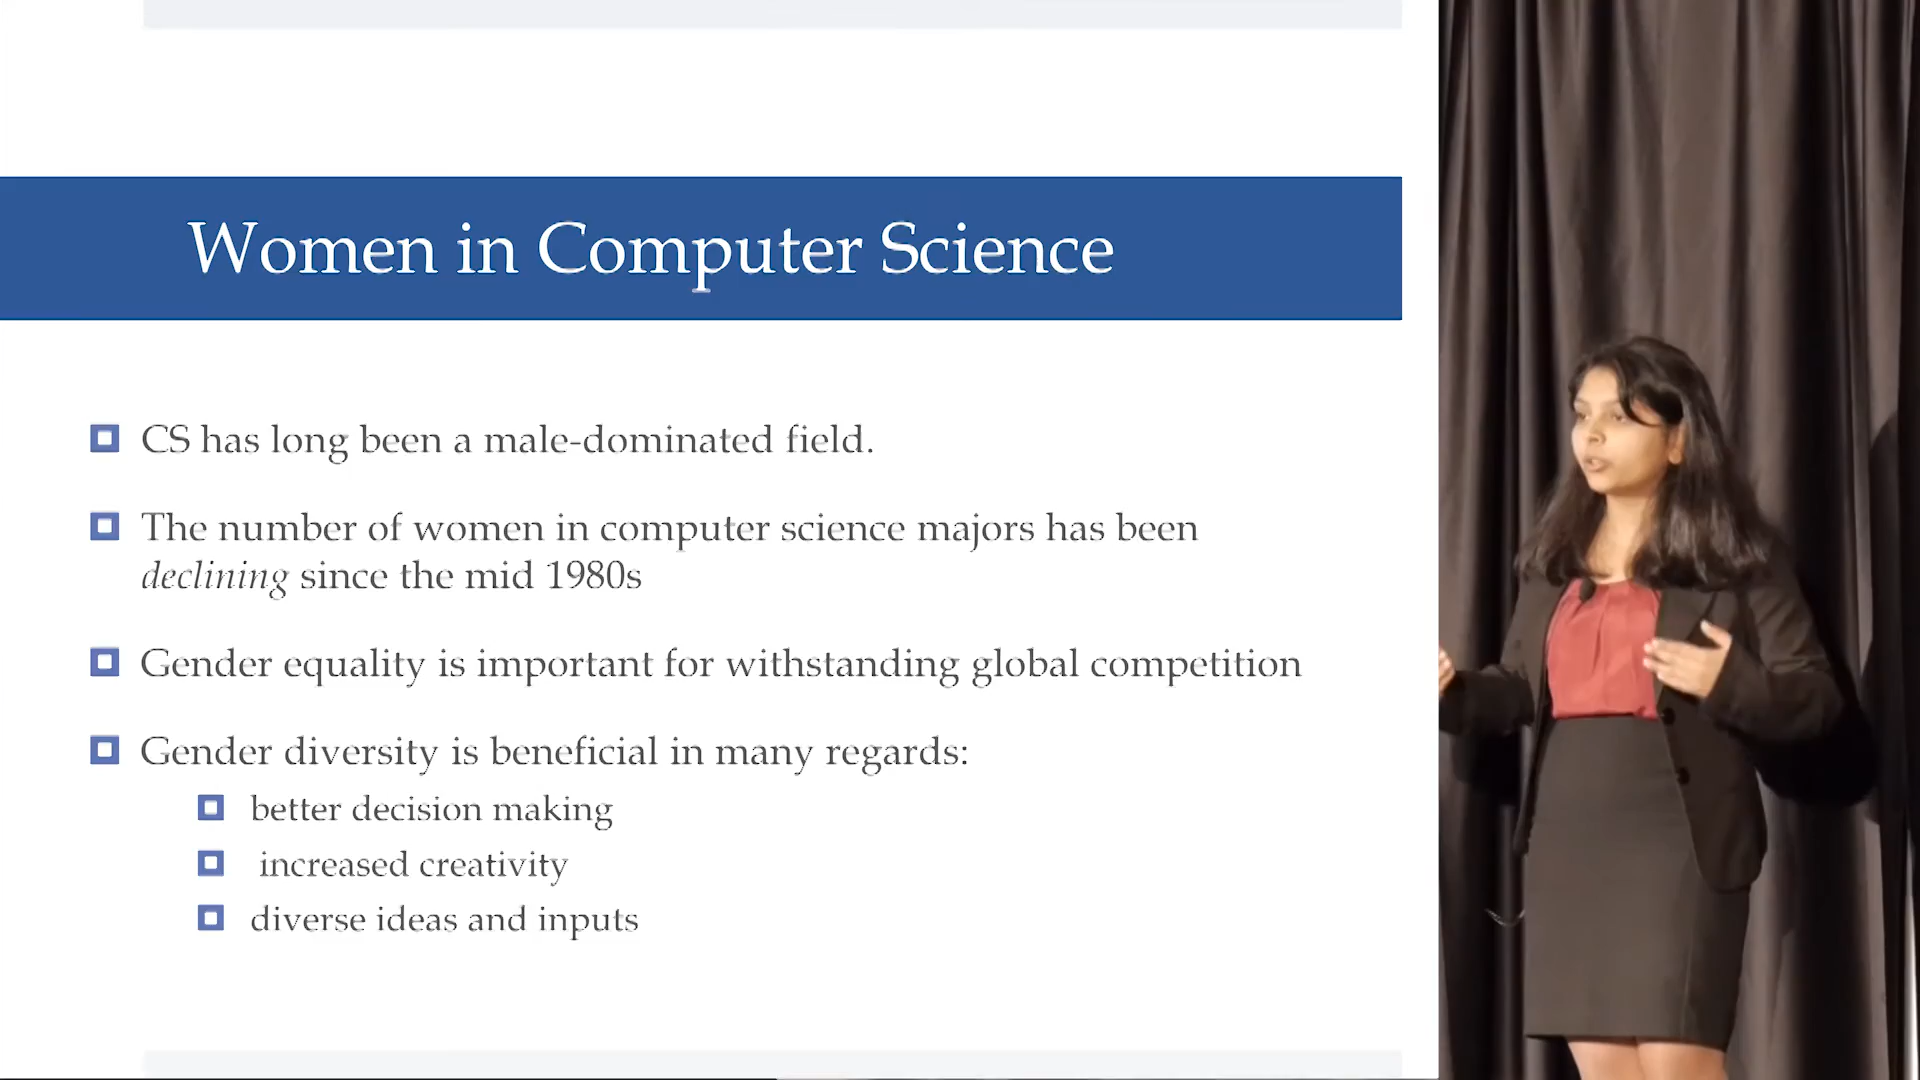 Women in Computer Science
CS has long been a male-dominated field.
The number of women in computer science majors has been
declining since the mid 1980s
Gender equality is important for withstanding global competition
Gender diversity is beneficial in many regards:
better decision making
increased creativity
diverse ideas and inputs